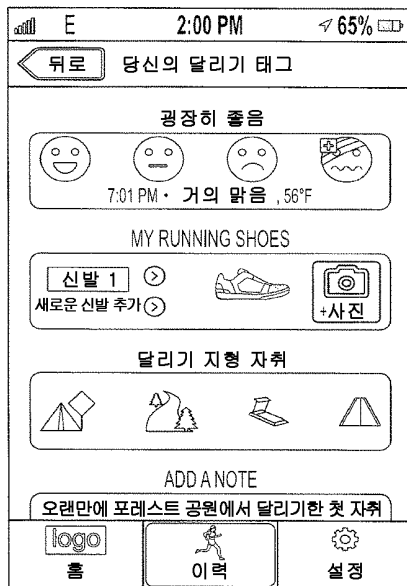 E 2:00 PM 65%
뒤로 당신의 달리기 태그
굉장히 좋음
7:01 PM • 거의 맑음 , 56°F
MY RUNNING SHOES
신발 1
새로운 신발 추가
+사진
달리기 지형 자취
ADD A NOTE
오랜만에 포레스트 공원에서 달리기한 첫 자취
logo
홈 이력 설정